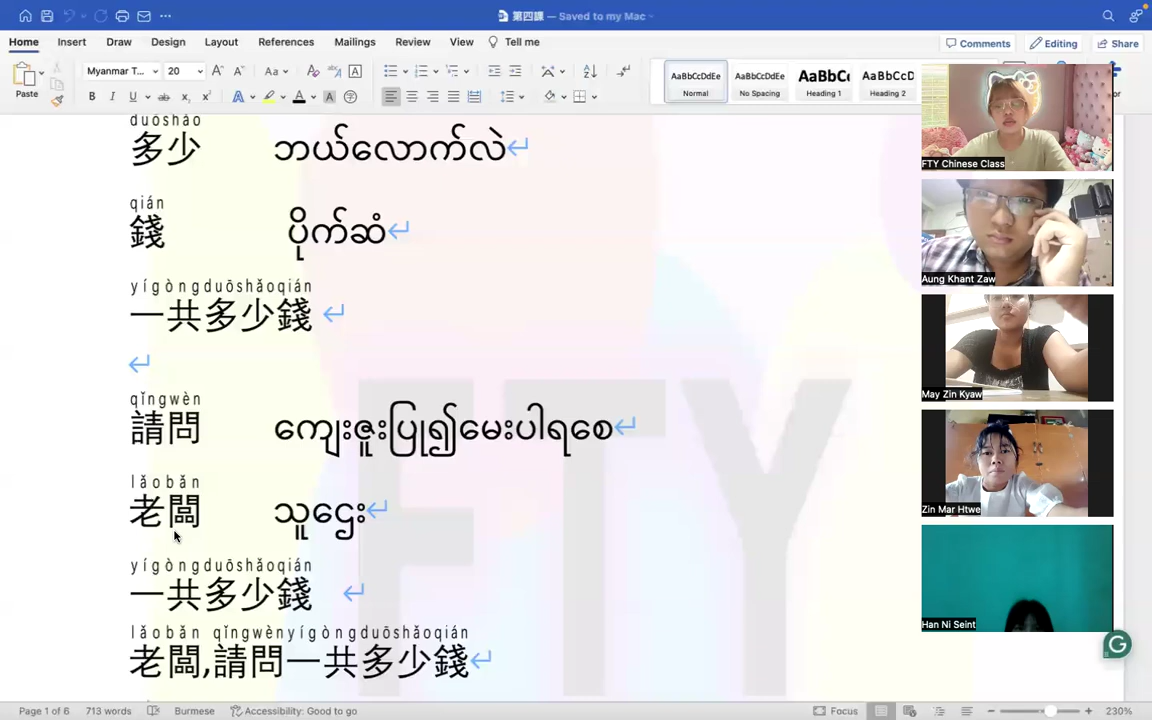 第四課 — Saved to my Mac
Home Insert Draw Design Layout References Mailings Review View Tell me Comments Editing Share
Paste Myanmar T... 20 Aa AaBbCcDdEe Normal AaBbCcDdEe No Spacing AaBbC Heading 1 AaBbCcD Heading 2
duōshǎo
多少 ဘယ်လောက်လဲ
qián
錢 ပိုက်ဆံ
yígòngduōshǎoqián
一共多少錢
qǐngwèn
請問 ကျေးဇူးပြု၍မေးပါရစေ
lǎobǎn
老闆 သူဌေး
yígòngduōshǎoqián
一共多少錢
lǎobǎn qǐngwènyígòngduōshǎoqián
老闆,請問一共多少錢
FTY
FTY Chinese Class
Aung Khant Zaw
May Zin Kyaw
Zin Mar Htwe
Han Ni Seint
Page 1 of 6 713 words Burmese Accessibility: Good to go Focus 230%